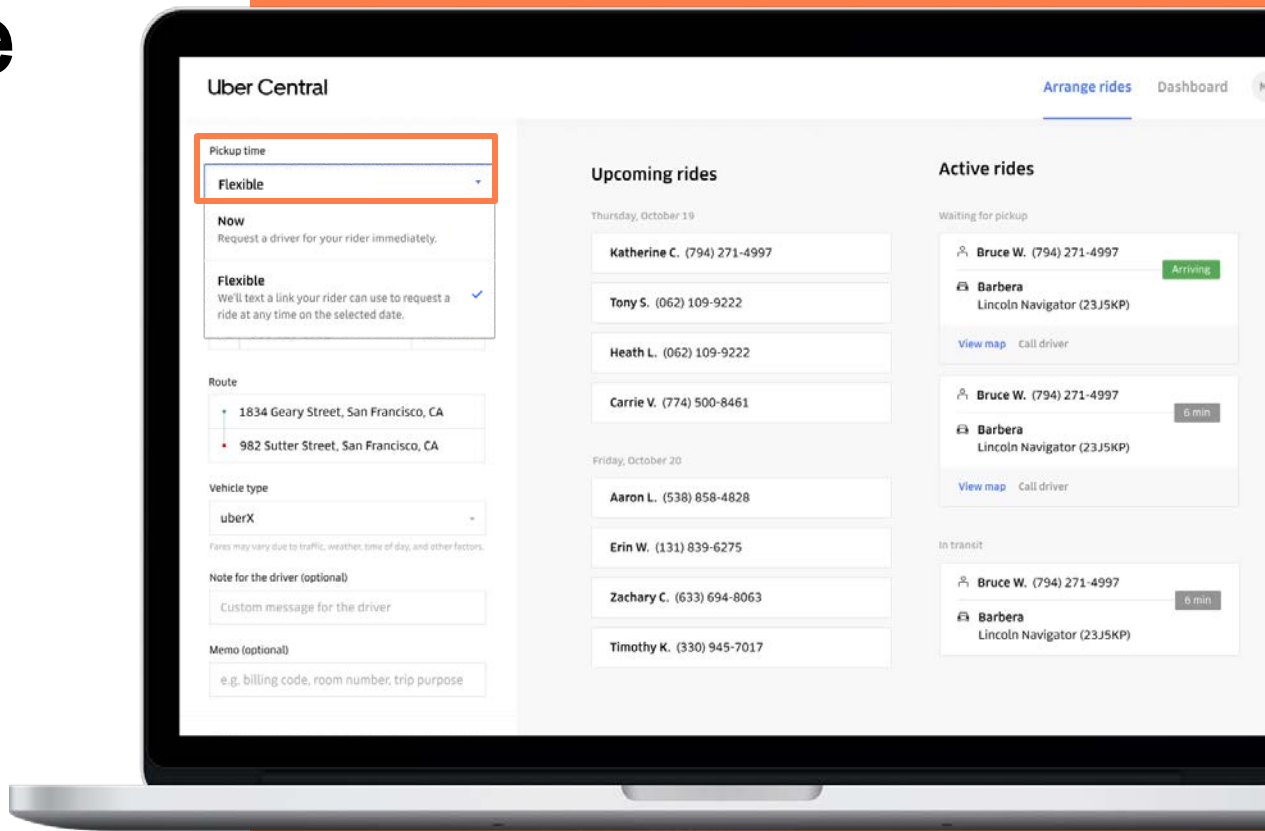 e
Uber Central
Arrange rides
Dashboard
Pickup time
Flexible
Now
Request a driver for your rider immediately.
Flexible
We'll text a link your rider can use to request a
ride at any time on the selected date.
Route
1834 Geary Street, San Francisco, CA
982 Sutter Street, San Francisco, CA
Vehicle type
uberX
Fares may vary due to traffic, weather, time of day, and other factors.
Note for the driver (optional)
Custom message for the driver
Memo (optional)
e.g. billing code, room number, trip purpose
Upcoming rides
Thursday, October 19
Katherine C. (794) 271-4997
Tony S. (062) 109-9222
Heath L. (062) 109-9222
Carrie V. (774) 500-8461
Friday, October 20
Aaron L. (538) 858-4828
Erin W. (131) 839-6275
Zachary C. (633) 694-8063
Timothy K. (330) 945-7017
Active rides
Waiting for pickup
Bruce W. (794) 271-4997
Arriving
Barbera
Lincoln Navigator (23J5KP)
View map Call driver
Bruce W. (794) 271-4997
6 min
Barbera
Lincoln Navigator (23J5KP)
View map Call driver
In transit
Bruce W. (794) 271-4997
6 min
Barbera
Lincoln Navigator (23J5KP)